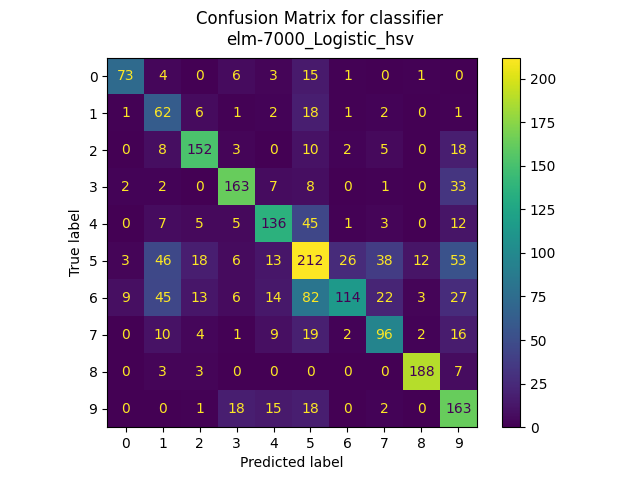 Confusion Matrix for classifier
elm-7000_Logistic_hsv
0 73 4 0 6 3 15 1 0 1 0
1 1 62 6 1 2 18 1 2 0 1
2 0 8 152 3 0 10 2 5 0 18
3 2 2 0 163 7 8 0 1 0 33
4 0 7 5 5 136 45 1 3 0 12
5 3 46 18 6 13 212 26 38 12 53
6 9 45 13 6 14 82 114 22 3 27
7 0 10 4 1 9 19 2 96 2 16
8 0 3 3 0 0 0 0 0 188 7
9 0 0 1 18 15 18 0 2 0 163
0 1 2 3 4 5 6 7 8 9
Predicted label
True label
200
175
150
125
100
75
50
25
0